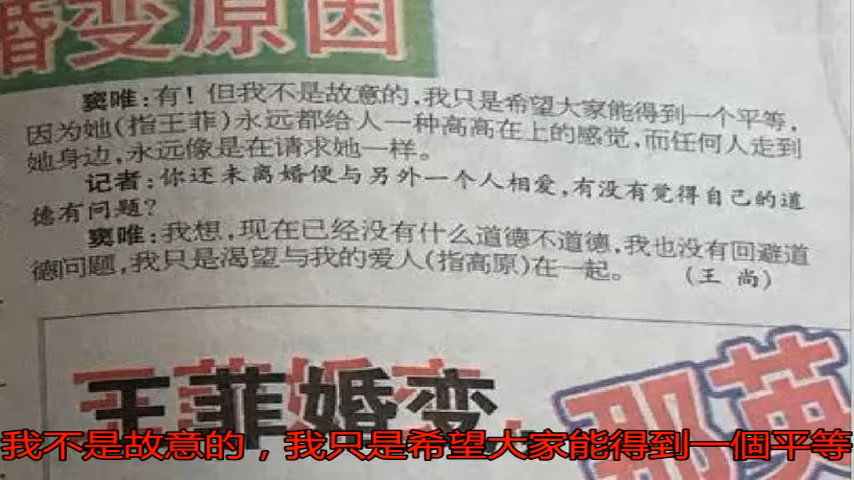 婚变原因
窦唯：有！但我不是故意的，我只是希望大家能得到一个平等，
因为她（指王菲）永远都给人一种高高在上的感觉，而任何人走到
她身边，永远像是在请求她一样。
记者：你还未离婚便与另外一个人相爱，有没有觉得自己的道
德有问题？
窦唯：我想，现在已经没有什么道德不道德，我也没有回避道
德问题，我只是渴望与我的爱人（指高原）在一起。（王 尚）
王菲婚变，
那英
我不是故意的，我只是希望大家能得到一個平等